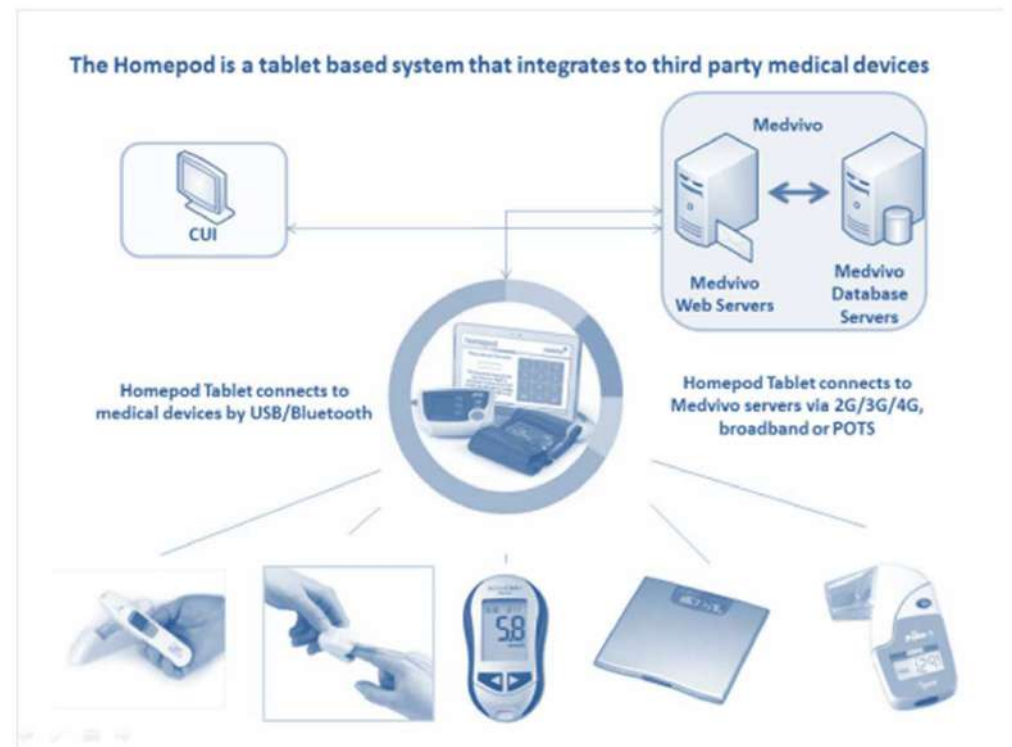 The Homepod is a tablet based system that integrates to third party medical devices
Medvivo
CUI
Medvivo
Web Servers
Medvivo
Database
Servers
homepod
Homepod Tablet connects to
medical devices by USB/Bluetooth
Homepod Tablet connects to
Medvivo servers via 2G/3G/4G,
broadband or POTS
5.8